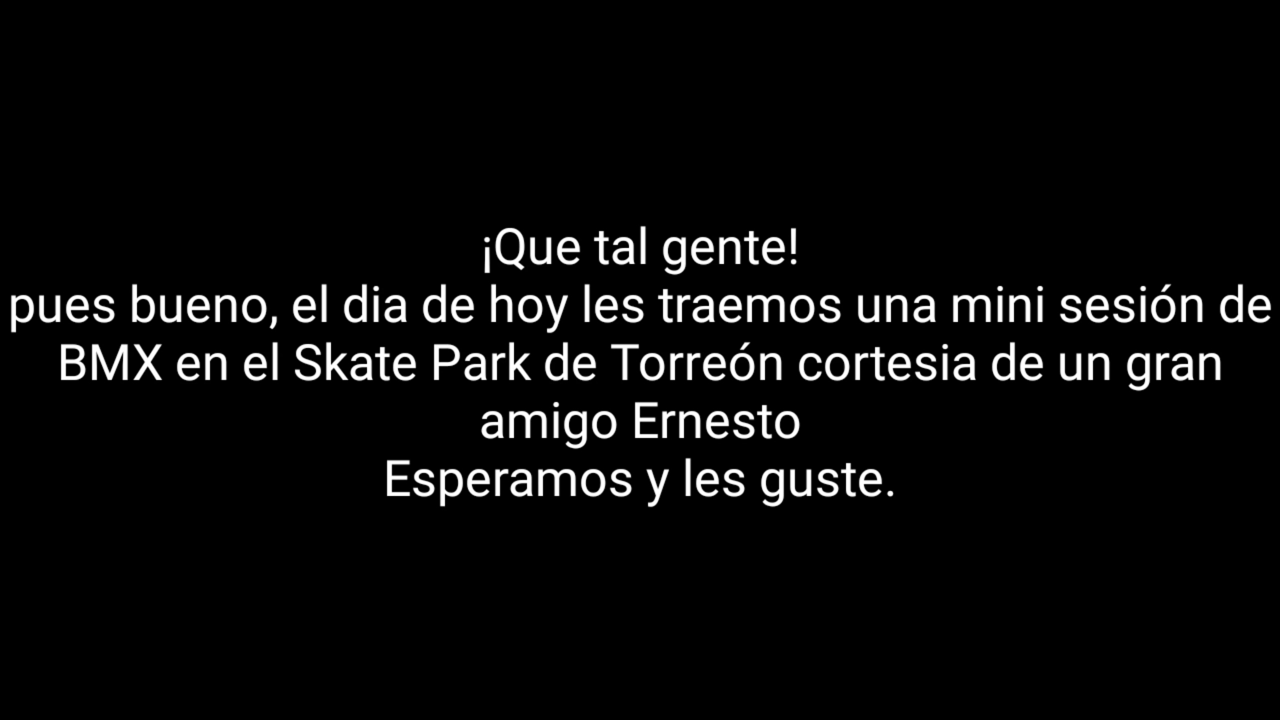 ¡Que tal gente!
pues bueno, el dia de hoy les traemos una mini sesión de
BMX en el Skate Park de Torreón cortesia de un gran
amigo Ernesto
Esperamos y les guste.